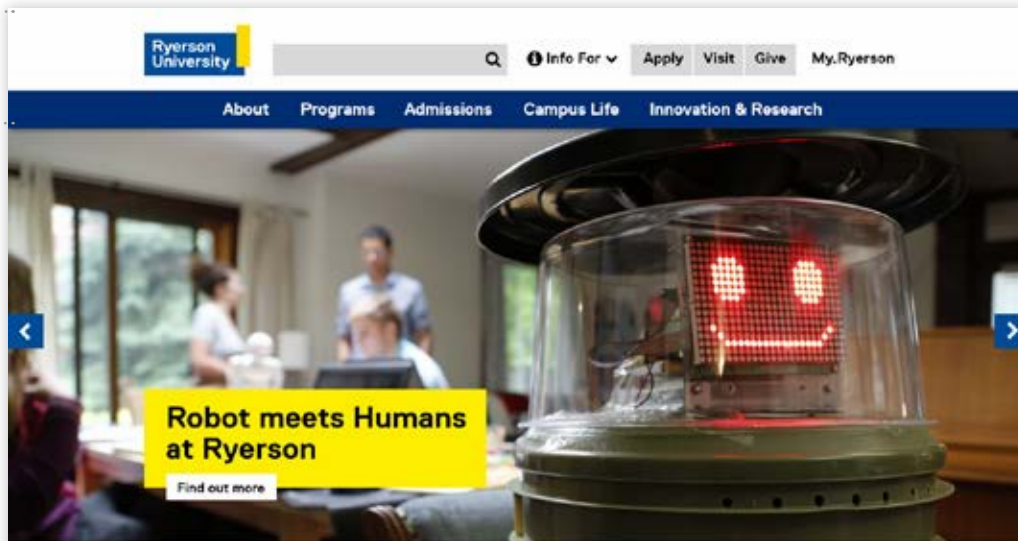 Ryerson
University
Info For
Apply
Visit
Give
My.Ryerson
About
Programs
Admissions
Campus Life
Innovation & Research
Robot meets Humans
at Ryerson
Find out more